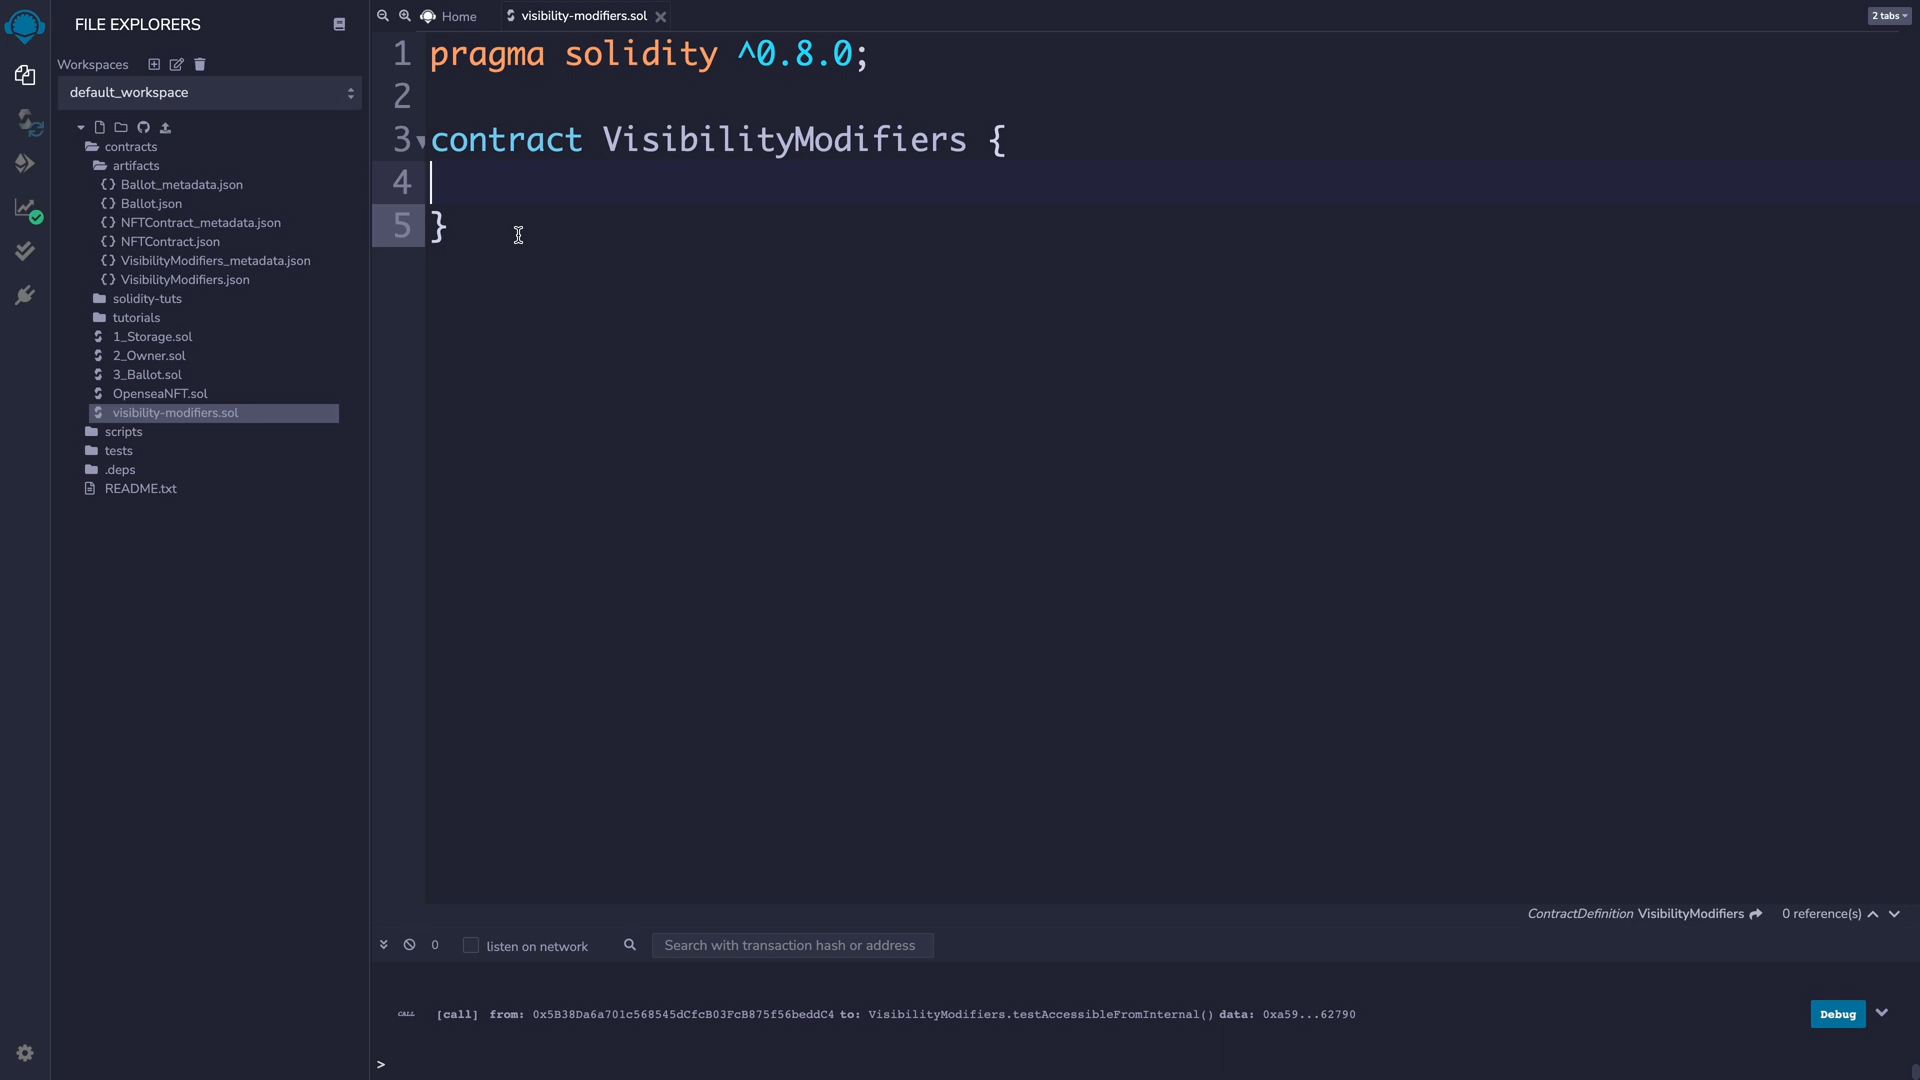 FILE EXPLORERS
Workspaces
default_workspace
contracts
artifacts
Ballot_metadata.json
Ballot.json
NFTContract_metadata.json
NFTContract.json
VisibilityModifiers_metadata.json
VisibilityModifiers.json
solidity-tuts
tutorials
1_Storage.sol
2_Owner.sol
3_Ballot.sol
OpenseaNFT.sol
visibility-modifiers.sol
scripts
tests
.deps
README.txt
Home
visibility-modifiers.sol
2 tabs
1 pragma solidity ^0.8.0;
2
3 contract VisibilityModifiers {
4
5 }
ContractDefinition VisibilityModifiers 0 reference(s)
0 listen on network Search with transaction hash or address
CALL [call] from: 0x5B38Da6a701c568545dCfcB03FcB875f56beddC4 to: VisibilityModifiers.testAccessibleFromInternal() data: 0xa59...62790 Debug
>